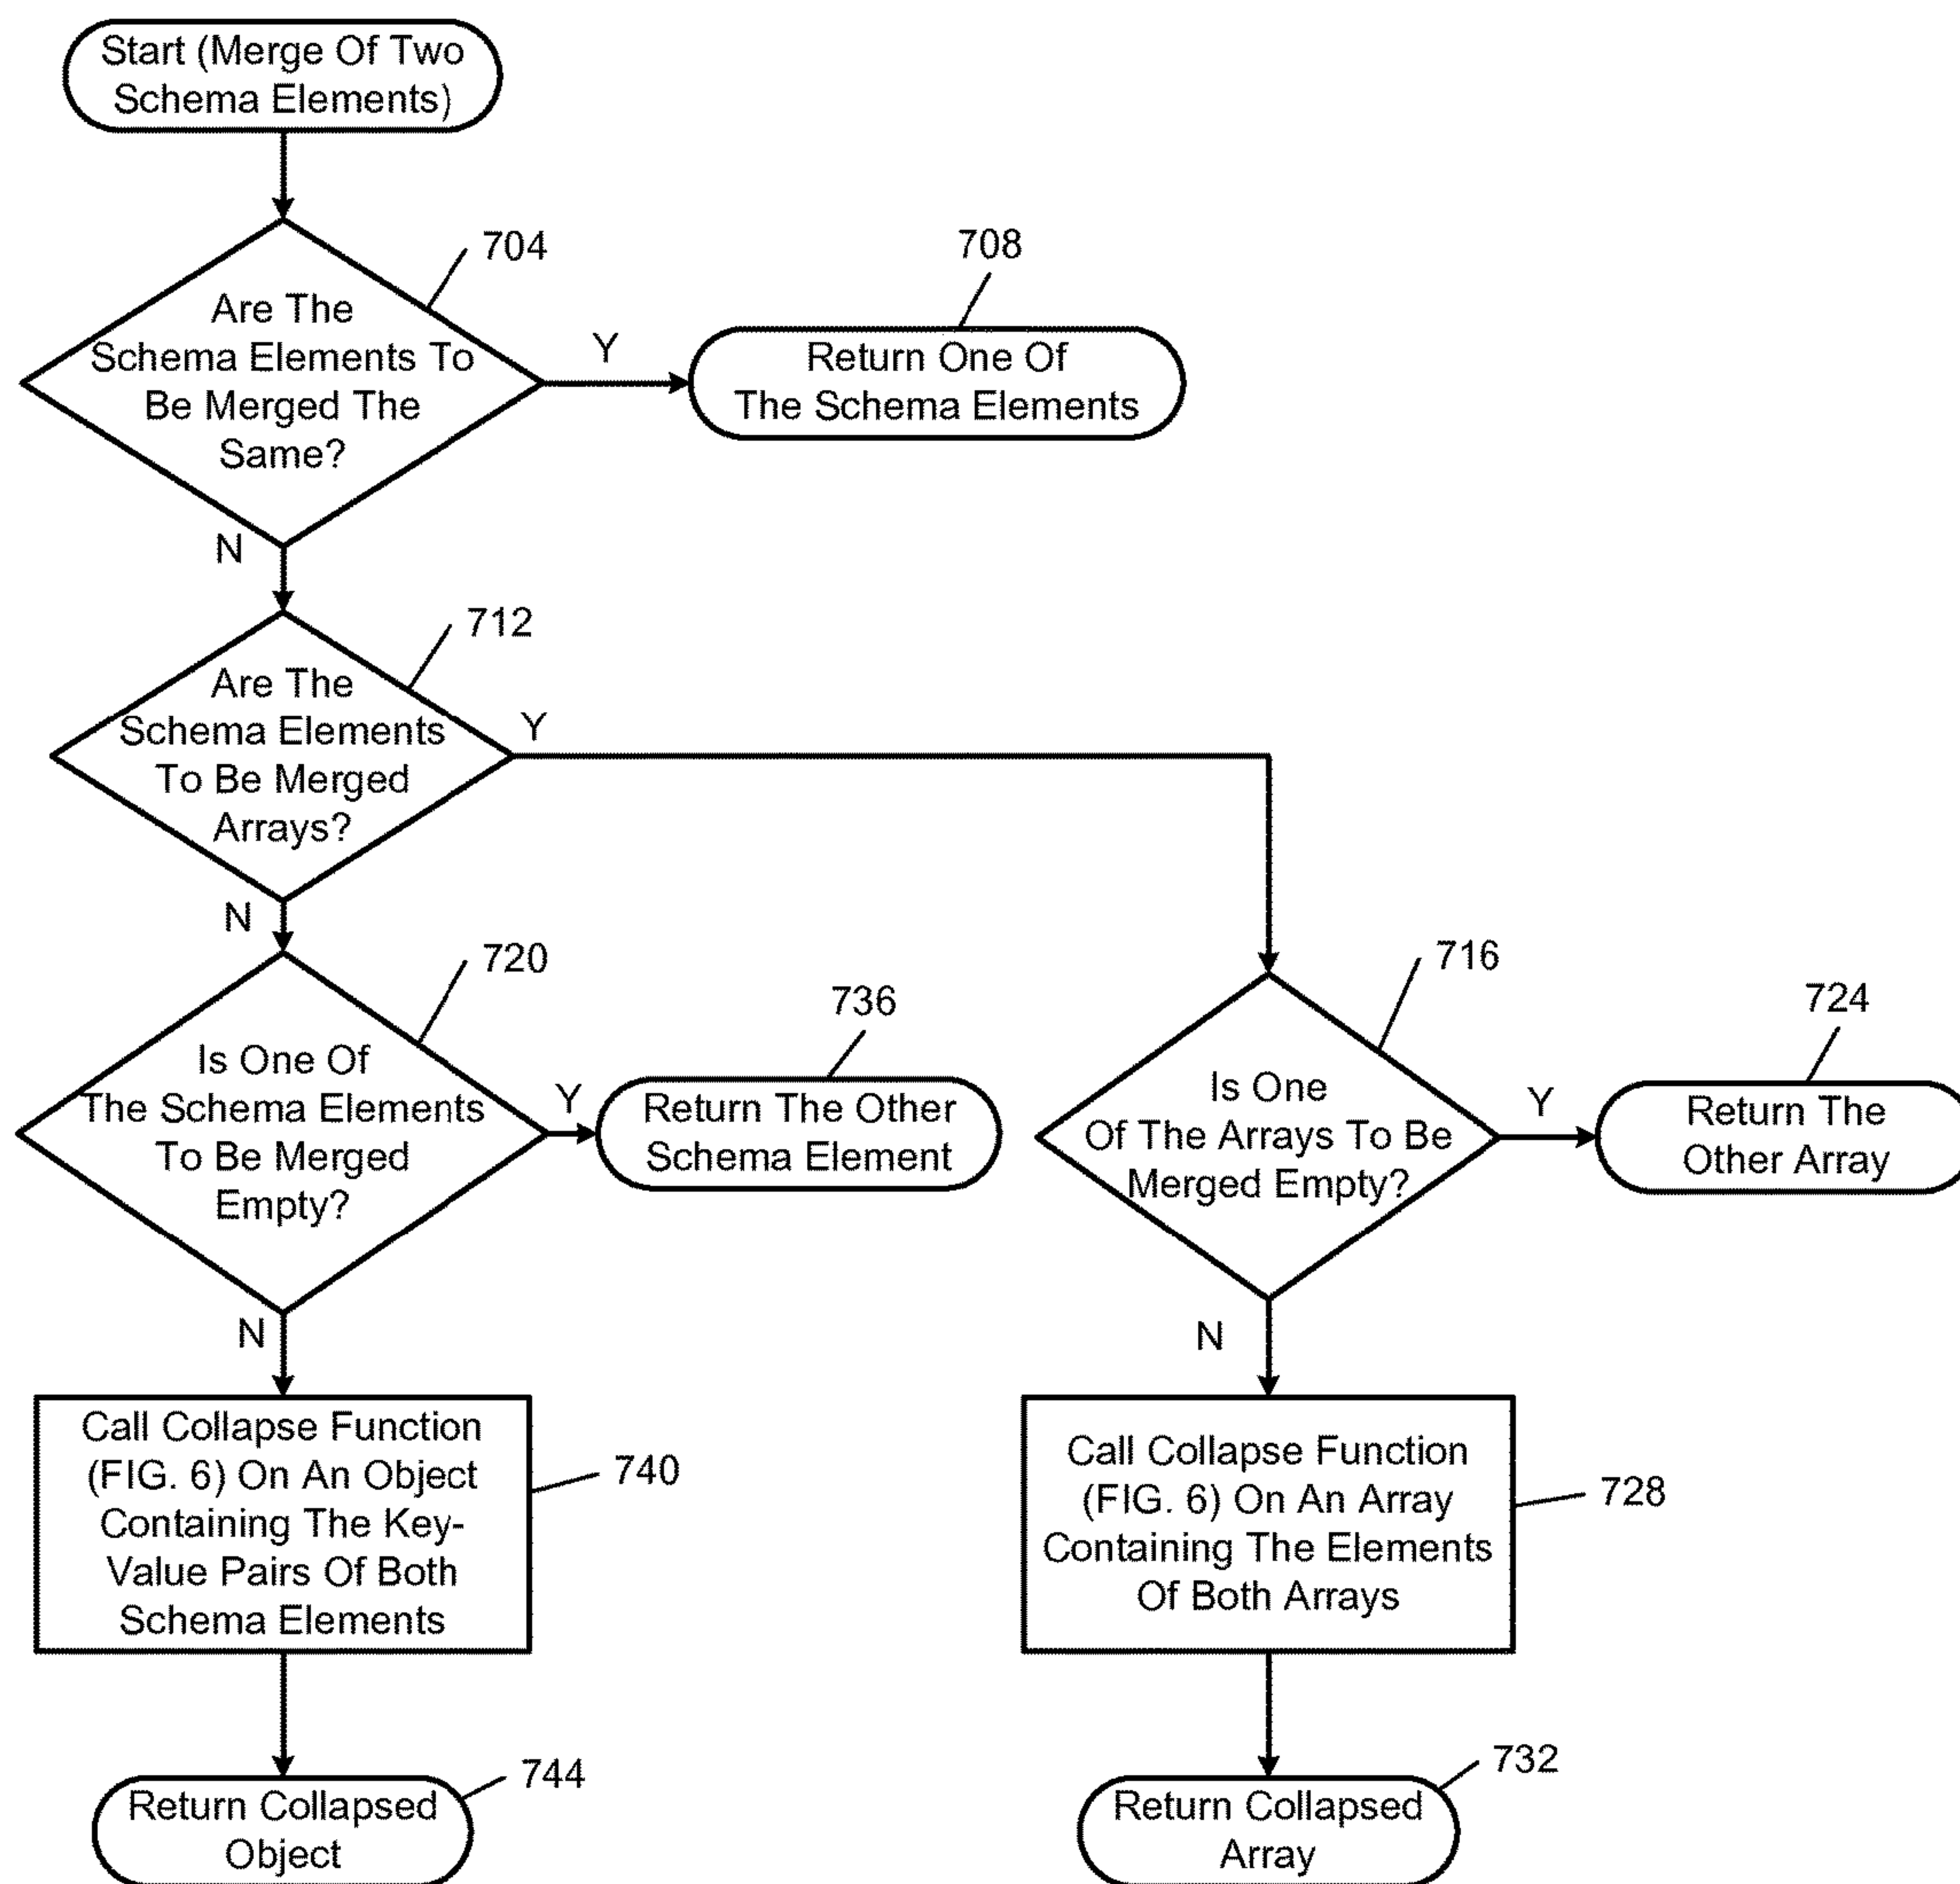 Start (Merge Of Two
Schema Elements)
704
Are The
Schema Elements To
Be Merged The
Same?
Y
N
708
Return One Of
The Schema Elements
712
Are The
Schema Elements
To Be Merged
Arrays?
Y
N
720
Is One Of
The Schema Elements
To Be Merged
Empty?
Y
N
736
Return The Other
Schema Element
716
Is One
Of The Arrays To Be
Merged Empty?
Y
N
724
Return The
Other Array
Call Collapse Function
(FIG. 6) On An Object
Containing The Key-
Value Pairs Of Both
Schema Elements
740
Call Collapse Function
(FIG. 6) On An Array
Containing The Elements
Of Both Arrays
728
744
Return Collapsed
Object
732
Return Collapsed
Array